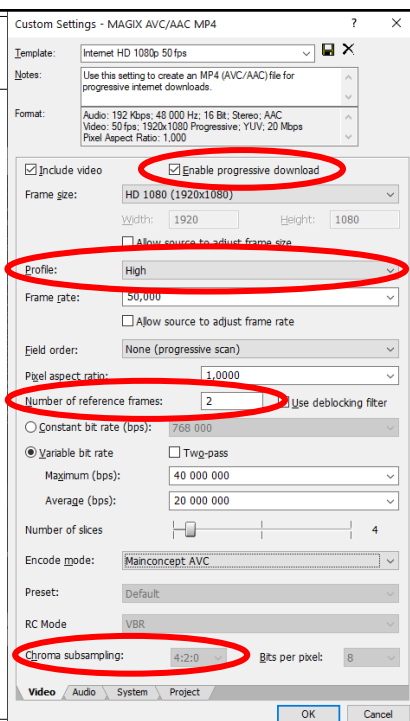 Custom Settings - MAGIX AVC/AAC MP4 ? ×
Template: Internet HD 1080p 50 fps
Notes: Use this setting to create an MP4 (AVC/AAC) file for
progressive internet downloads.
Format: Audio: 192 Kbps; 48 000 Hz; 16 Bit; Stereo; AAC
Video: 50 fps; 1920x1080 Progressive; YUV; 20 Mbps
Pixel Aspect Ratio: 1,000
Include video Enable progressive download
Frame size: HD 1080 (1920x1080)
Width: 1920 Height: 1080
Allow source to adjust frame size
Profile: High
Frame rate: 50,000
Allow source to adjust frame rate
Field order: None (progressive scan)
Pixel aspect ratio: 1,0000
Number of reference frames: 2 Use deblocking filter
Constant bit rate (bps): 768 000
Variable bit rate Two-pass
Maximum (bps): 40 000 000
Average (bps): 20 000 000
Number of slices 4
Encode mode: Mainconcept AVC
Preset: Default
RC Mode VBR
Chroma subsampling: 4:2:0 Bits per pixel: 8
Video Audio System Project
OK Cancel